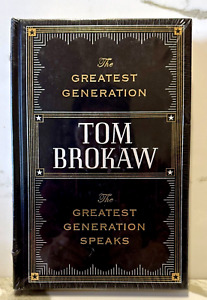 The
GREATEST
GENERATION
TOM
BROKAW
The
GREATEST
GENERATION
SPEAKS